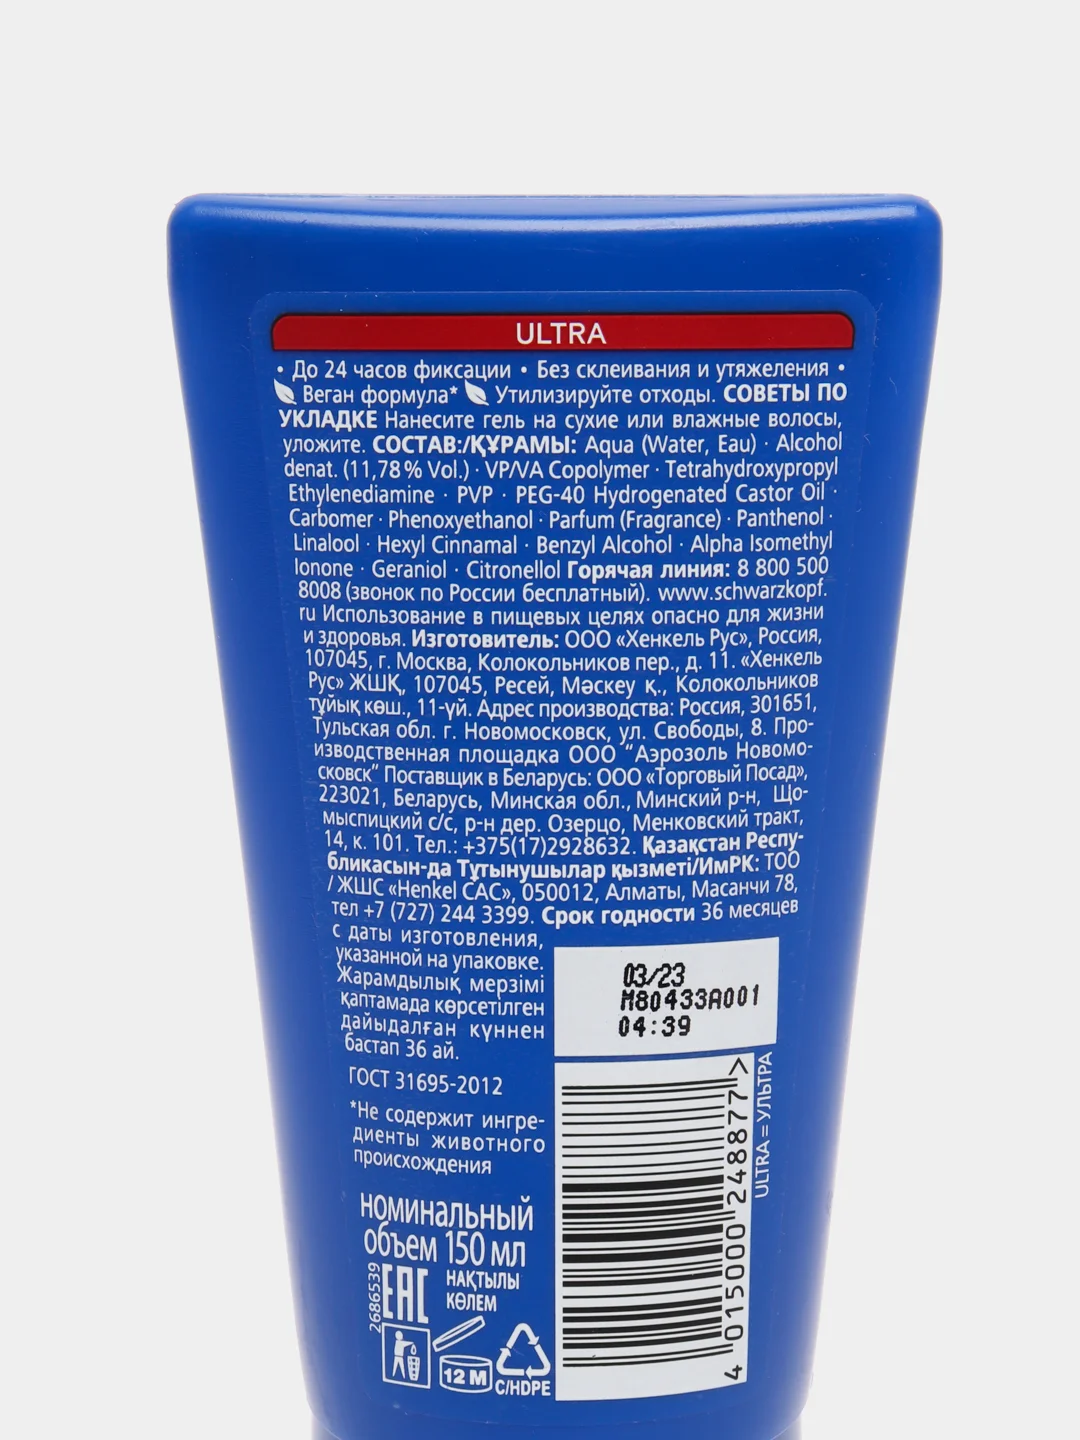 ULTRA
• До 24 часов фиксации • Без склеивания и утяжеления •
Веган формула* Утилизируйте отходы. СОВЕТЫ ПО
УКЛАДКЕ Нанесите гель на сухие или влажные волосы,
уложите. СОСТАВ:/ҚҰРАМЫ: Aqua (Water, Eau) · Alcohol
denat. (11,78 % Vol.) · VP/VA Copolymer · Tetrahydroxypropyl
Ethylenediamine · PVP · PEG-40 Hydrogenated Castor Oil ·
Carbomer · Phenoxyethanol · Parfum (Fragrance) · Panthenol ·
Linalool · Hexyl Cinnamal · Benzyl Alcohol · Alpha Isomethyl
Ionone · Geraniol · Citronellol Горячая линия: 8 800 500
8008 (звонок по России бесплатный). www.schwarzkopf.
ru Использование в пищевых целях опасно для жизни
и здоровья. Изготовитель: ООО «Хенкель Рус», Россия,
107045, г. Москва, Колокольников пер., д. 11. «Хенкель
Рус» ЖШҚ, 107045, Ресей, Мәскеу қ., Колокольников
тұйық көш., 11-үй. Адрес производства: Россия, 301651,
Тульская обл. г. Новомосковск, ул. Свободы, 8. Про-
изводственная площадка ООО "Аэрозоль Новомо-
сковск" Поставщик в Беларусь: ООО «Торговый Посад»,
223021, Беларусь, Минская обл., Минский р-н, Що-
мыслицкий с/с, р-н дер. Озерцо, Менковский тракт,
14, к. 101. Тел.: +375(17)2928632. Қазақстан Респу-
бликасын-да Тұтынушылар қызметі/ИмРК: ТОО
/ ЖШС «Henkel САС», 050012, Алматы, Масанчи 78,
тел +7 (727) 244 3399. Срок годности 36 месяцев
с даты изготовления,
указанной на упаковке.
Жарамдылық мерзімі
қаптамада көрсетілген
дайыдалған күннен
бастап 36 ай.
ГОСТ 31695-2012
*Не содержит ингре-
диенты животного
происхождения
номинальный
объем 150 мл
НАҚТЫЛЫ
КӨЛЕМ
2686539
EAC
12 M
C/HDPE
03/23
M80433A001
04:39
4 015000 248877 >
ULTRA = УЛЬТРА